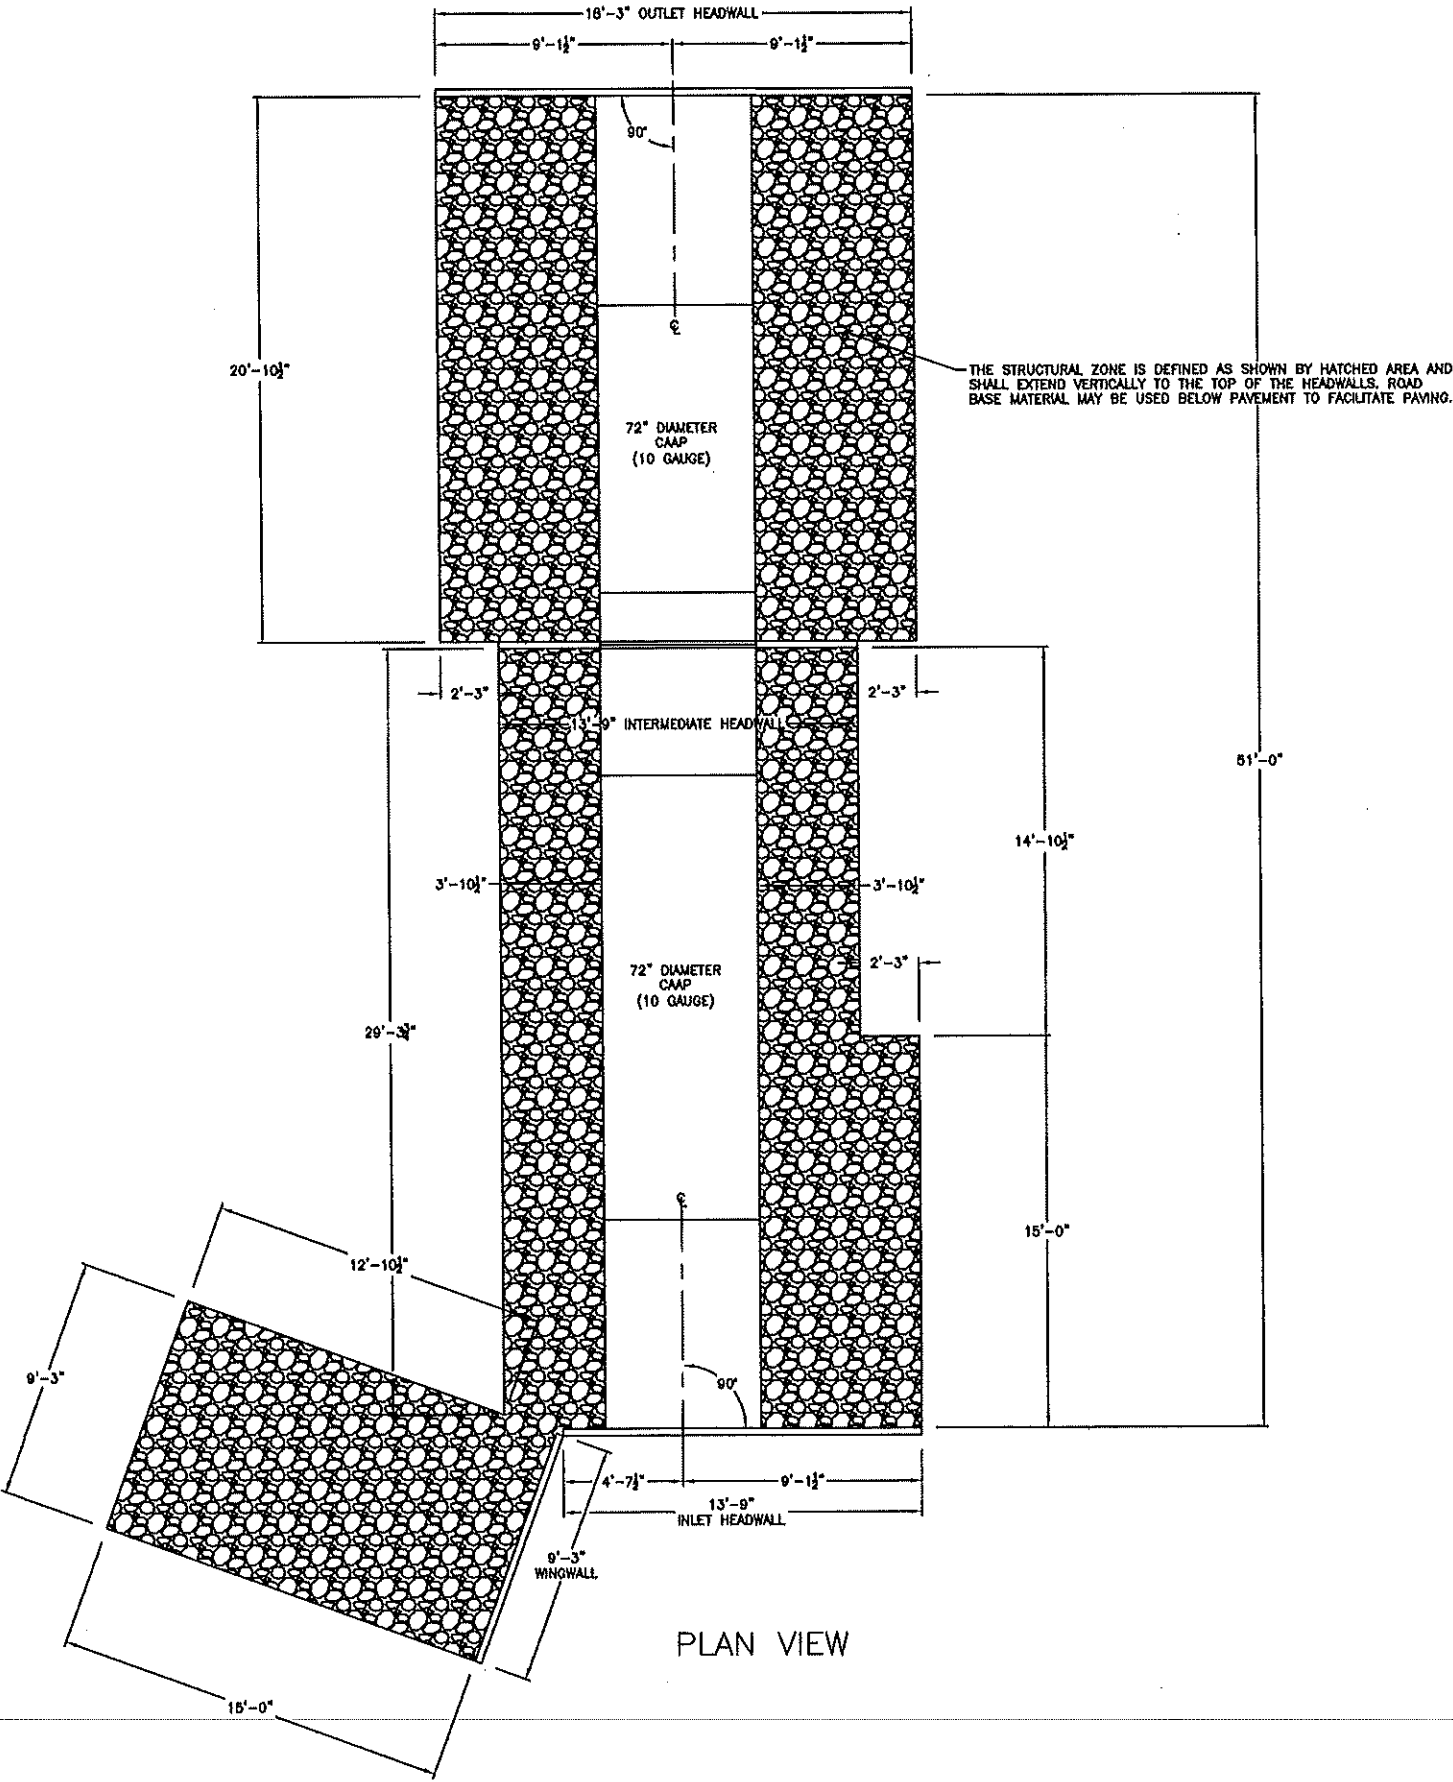 18'-3" OUTLET HEADWALL
9'-1½" 9'-1½"
90°
20'-10½"
℄
THE STRUCTURAL ZONE IS DEFINED AS SHOWN BY HATCHED AREA AND
SHALL EXTEND VERTICALLY TO THE TOP OF THE HEADWALLS. ROAD
BASE MATERIAL MAY BE USED BELOW PAVEMENT TO FACILITATE PAVING.
72" DIAMETER
CAAP
(10 GAUGE)
2'-3" 2'-3"
13'-9" INTERMEDIATE HEADWALL
51'-0"
14'-10½"
3'-10½" 3'-10½"
2'-3"
72" DIAMETER
CAAP
(10 GAUGE)
29'-3¾"
℄
15'-0"
12'-10½"
9'-3"
90°
4'-7½" 9'-1½"
13'-9"
INLET HEADWALL
9'-3"
WINGWALL
PLAN VIEW
15'-0"